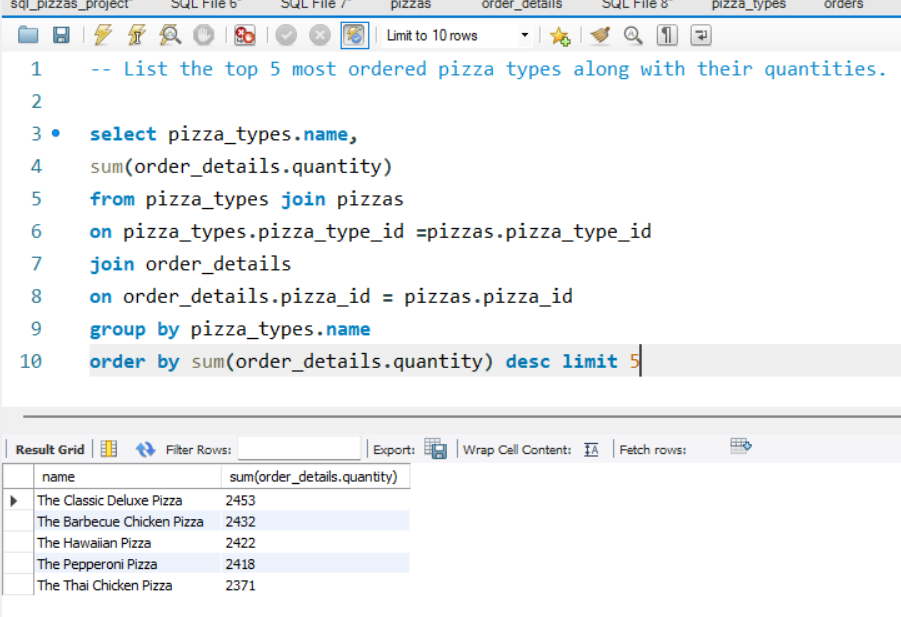 sql_pizzas_project* SQL File 6* SQL File 7* pizzas order_details SQL File 8* pizza_types orders
Limit to 10 rows
1 -- List the top 5 most ordered pizza types along with their quantities.
2
3 select pizza_types.name,
4 sum(order_details.quantity)
5 from pizza_types join pizzas
6 on pizza_types.pizza_type_id =pizzas.pizza_type_id
7 join order_details
8 on order_details.pizza_id = pizzas.pizza_id
9 group by pizza_types.name
10 order by sum(order_details.quantity) desc limit 5
Result Grid Filter Rows: Export: Wrap Cell Content: Fetch rows:
name sum(order_details.quantity)
The Classic Deluxe Pizza 2453
The Barbecue Chicken Pizza 2432
The Hawaiian Pizza 2422
The Pepperoni Pizza 2418
The Thai Chicken Pizza 2371